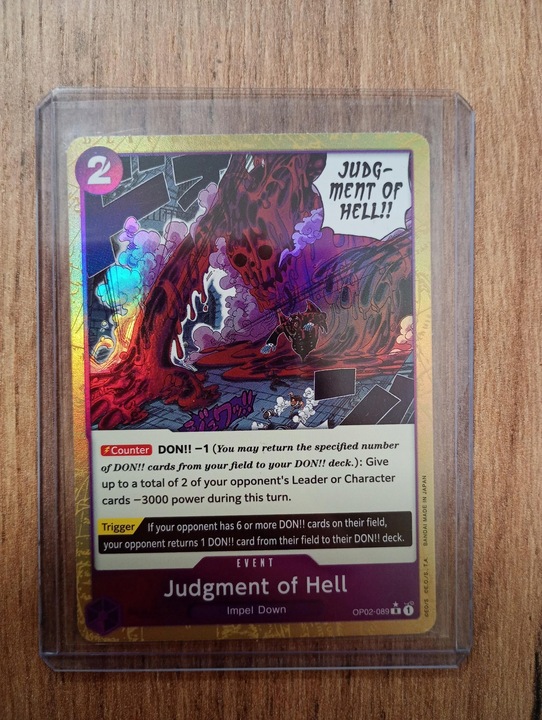 2
JUDG-
MENT OF
HELL!!
Counter DON!! −1 (You may return the specified number
of DON!! cards from your field to your DON!! deck.): Give
up to a total of 2 of your opponent's Leader or Character
cards −3000 power during this turn.
Trigger If your opponent has 6 or more DON!! cards on their field,
your opponent returns 1 DON!! card from their field to their DON!! deck.
EVENT
Judgment of Hell
Impel Down
OP02-089 R 1
©E.O./S., T.A. BANDAI MADE IN JAPAN